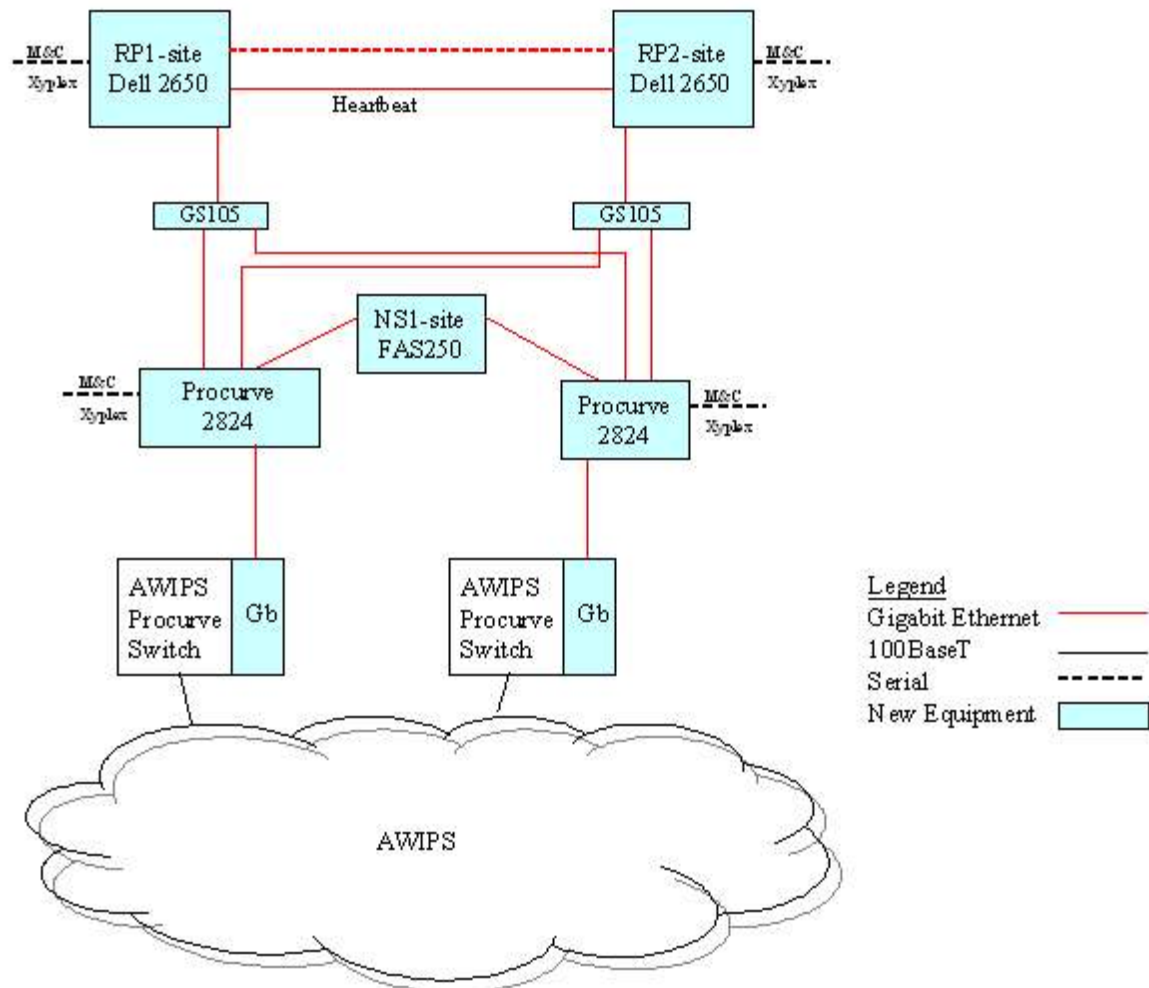 M&C
Xyplex
RP1-site
Dell 2650
Heartbeat
RP2-site
Dell 2650
M&C
Xyplex
GS105
GS105
NS1-site
FAS250
M&C
Xyplex
Procurve
2824
Procurve
2824
M&C
Xyplex
AWIPS
Procurve
Switch
Gb
AWIPS
Procurve
Switch
Gb
Legend
Gigabit Ethernet
100BaseT
Serial
New Equipment
AWIPS